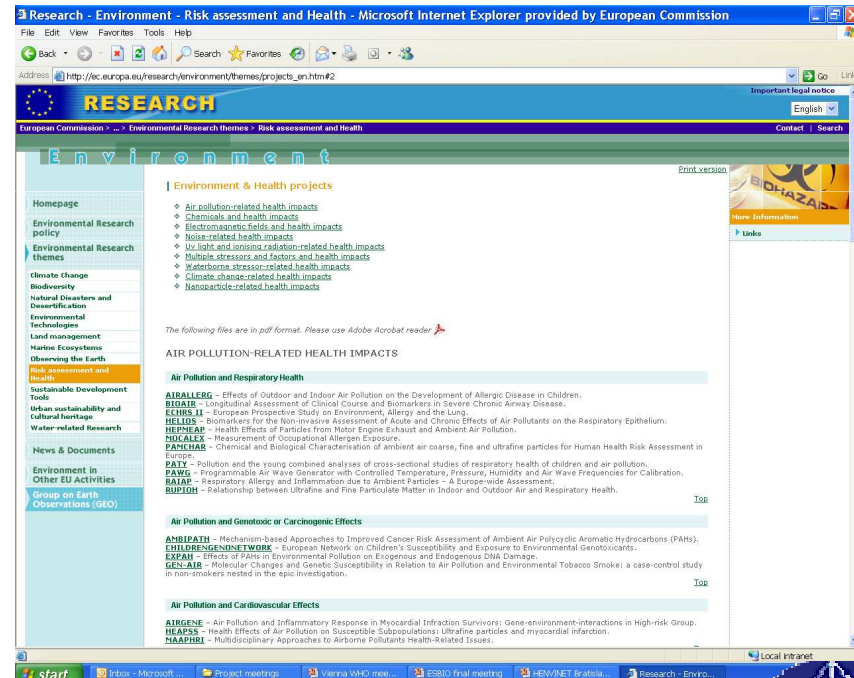 Research - Environment - Risk assessment and Health - Microsoft Internet Explorer provided by European Commission
File Edit View Favorites Tools Help
Back Search Favorites
Address http://ec.europa.eu/research/environment/themes/projects_en.htm#2 Go
Important legal notice
RESEARCH
English
European Commission > ... > Environmental Research themes > Risk assessment and Health Contact | Search
Environment
Print version
BIOHAZARD
Environment & Health projects
Homepage
Environmental Research policy
Environmental Research themes
Climate Change
Biodiversity
Natural Disasters and Desertification
Environmental Technologies
Land management
Marine Ecosystems
Observing the Earth
Risk assessment and Health
Sustainable Development Tools
Urban sustainability and Cultural heritage
Water-related Research
News & Documents
Environment in Other EU Activities
Group on Earth Observations (GEO)
Air pollution-related health impacts
Chemicals and health impacts
Electromagnetic fields and health impacts
Noise-related health impacts
Uv light and ionising radiation-related health impacts
Multiple stressors and factors and health impacts
Waterborne stressor-related health impacts
Climate change-related health impacts
Nanoparticle-related health impacts
More Information
Links
The following files are in pdf format. Please use Adobe Acrobat reader
AIR POLLUTION-RELATED HEALTH IMPACTS
Air Pollution and Respiratory Health
AIRALLERG – Effects of Outdoor and Indoor Air Pollution on the Development of Allergic Disease in Children.
BIOAIR – Longitudinal Assessment of Clinical Course and Biomarkers in Severe Chronic Airway Disease.
ECHRS II – European Prospective Study on Environment, Allergy and the Lung.
HELIOS – Biomarkers for the Non-invasive Assessment of Acute and Chronic Effects of Air Pollutants on the Respiratory Epithelium.
HEPMEAP – Health Effects of Particles from Motor Engine Exhaust and Ambient Air Pollution.
MOCALEX – Measurement of Occupational Allergen Exposure.
PAMCHAR – Chemical and Biological Characterisation of ambient air coarse, fine and ultrafine particles for Human Health Risk Assessment in
Europe.
PATY – Pollution and the young combined analyses of cross-sectional studies of respiratory health of children and air pollution.
PAWG – Programmable Air Wave Generator with Controlled Temperature, Pressure, Humidity and Air Wave Frequencies for Calibration.
RAIAP – Respiratory Allergy and Inflammation due to Ambient Particles – A Europe-wide Assessment.
RUPIOH – Relationship between Ultrafine and Fine Particulate Matter in Indoor and Outdoor Air and Respiratory Health.
Top
Air Pollution and Genotoxic or Carcinogenic Effects
AMBIPATH – Mechanism-based Approaches to Improved Cancer Risk Assessment of Ambient Air Polycyclic Aromatic Hydrocarbons (PAHs).
CHILDRENGENONETWORK – European Network on Children's Susceptibility and Exposure to Environmental Genotoxicants.
EXPAH – Effects of PAHs in Environmental Pollution on Exogenous and Endogenous DNA Damage.
GEN-AIR – Molecular Changes and Genetic Susceptibility in Relation to Air Pollution and Environmental Tobacco Smoke: a case-control study
in non-smokers nested in the epic investigation.
Top
Air Pollution and Cardiovascular Effects
AIRGENE – Air Pollution and Inflammatory Response in Myocardial Infraction Survivors: Gene-environment-interactions in High-risk Group.
HEAPSS – Health Effects of Air Pollution on Susceptible Subpopulations: Ultrafine particles and myocardial infarction.
MAAPHRI – Multidisciplinary Approaches to Airborne Pollutants Health-Related Issues.
Local intranet
start Inbox - Microsoft ... Project meetings Vienna WHO mee... ESBIO final meeting HENVINET Bratisla... Research - Enviro...